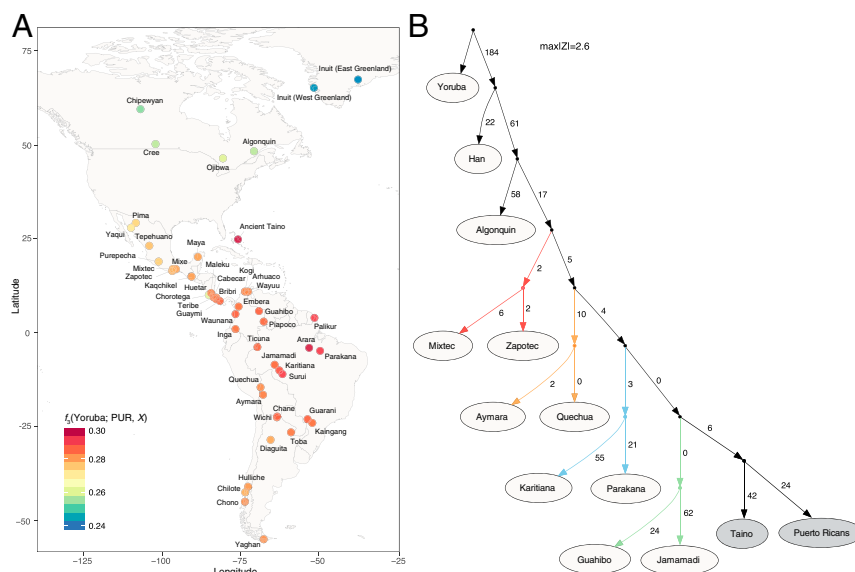 A
75
50
25
0
−25
−50
Latitude
−125
−100
−75
−50
−25
Longitude
Inuit (East Greenland)
Inuit (West Greenland)
Chipewyan
Cree
Algonquin
Ojibwa
Pima
Yaqui
Tepehuano
Purepecha
Mixtec
Zapotec
Mixe
Maya
Ancient Taino
Maleku
Kogi
Cabecar
Arhuaco
Wayuu
Kaqchikel
Huetar
Bribri
Chorotega
Teribe
Guaymi
Embera
Guahibo
Waunana
Piapoco
Palikur
Inga
Ticuna
Arara
Parakana
Jamamadi
Karitiana
Surui
Quechua
Aymara
Chane
Wichi
Guarani
Kaingang
Toba
Diaguita
Hulliche
Chilote
Chono
Yaghan
f3(Yoruba; PUR, X)
0.30
0.28
0.26
0.24
B
max|Z|=2.6
184
Yoruba
22
61
Han
58
17
Algonquin
2
5
6
2
10
4
Mixtec
Zapotec
2
0
3
0
Aymara
Quechua
55
21
0
6
Karitiana
Parakana
24
62
42
24
Guahibo
Jamamadi
Taino
Puerto Ricans